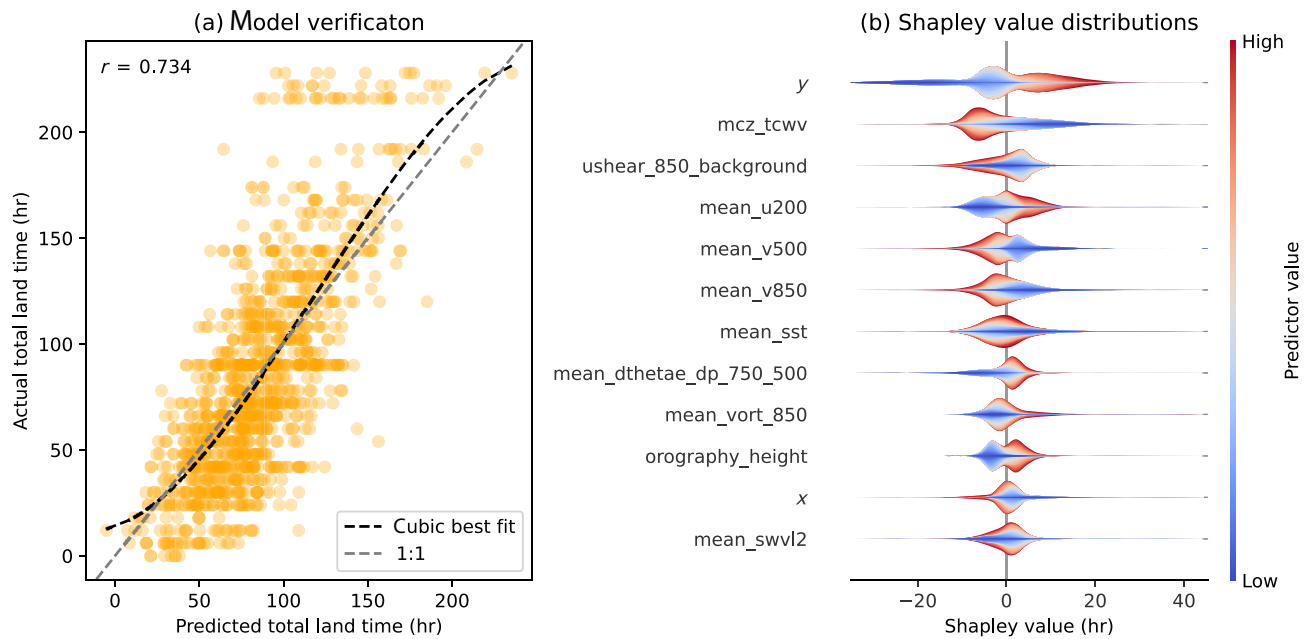 (a) Model verificaton
r = 0.734
200
150
100
50
0
Actual total land time (hr)
Cubic best fit
1:1
0
50
100
150
200
Predicted total land time (hr)
(b) Shapley value distributions
y
mcz_tcwv
ushear_850_background
mean_u200
mean_v500
mean_v850
mean_sst
mean_dthetae_dp_750_500
mean_vort_850
orography_height
x
mean_swvl2
−20
0
20
40
Shapley value (hr)
High
Low
Predictor value